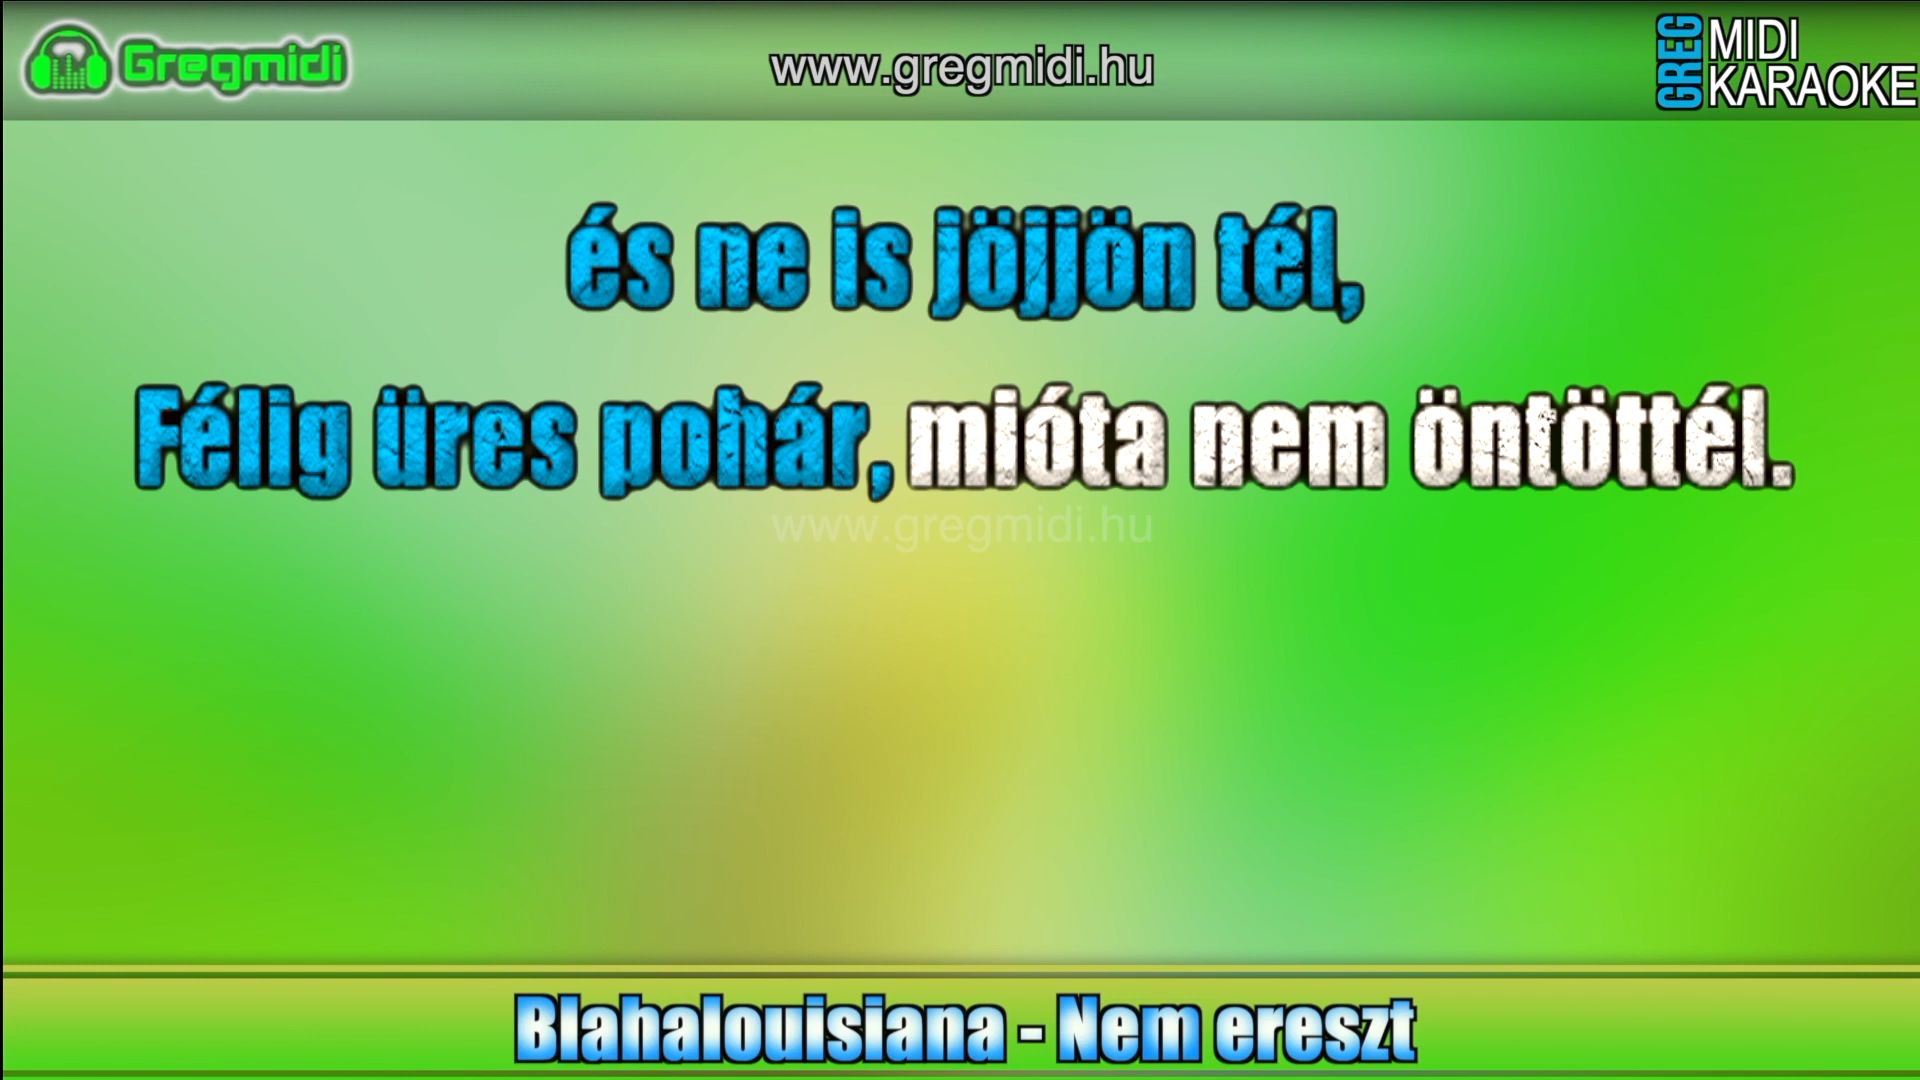 Gregmidi
www.gregmidi.hu
GREG MIDI KARAOKE
és ne is jöjjön tél,
Félig üres pohár, mióta nem öntöttél.
www.gregmidi.hu
Blahalouisiana - Nem ereszt